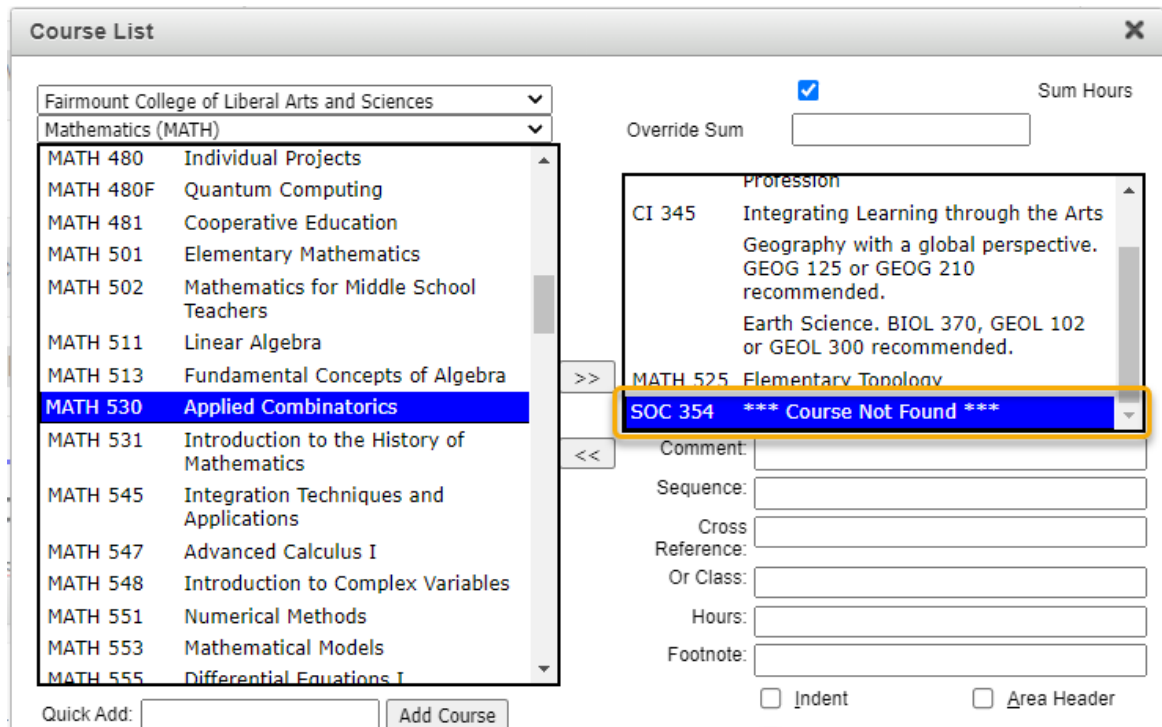 Course List
Fairmount College of Liberal Arts and Sciences
Mathematics (MATH)
MATH 480 Individual Projects
MATH 480F Quantum Computing
MATH 481 Cooperative Education
MATH 501 Elementary Mathematics
MATH 502 Mathematics for Middle School
Teachers
MATH 511 Linear Algebra
MATH 513 Fundamental Concepts of Algebra
MATH 530 Applied Combinatorics
MATH 531 Introduction to the History of
Mathematics
MATH 545 Integration Techniques and
Applications
MATH 547 Advanced Calculus I
MATH 548 Introduction to Complex Variables
MATH 551 Numerical Methods
MATH 553 Mathematical Models
MATH 555 Differential Equations I
Quick Add:
Add Course
>>
<<
Sum Hours
Override Sum
Profession
CI 345 Integrating Learning through the Arts
Geography with a global perspective.
GEOG 125 or GEOG 210
recommended.
Earth Science. BIOL 370, GEOL 102
or GEOL 300 recommended.
MATH 525 Elementary Topology
SOC 354 *** Course Not Found ***
Comment:
Sequence:
Cross
Reference:
Or Class:
Hours:
Footnote:
Indent
Area Header